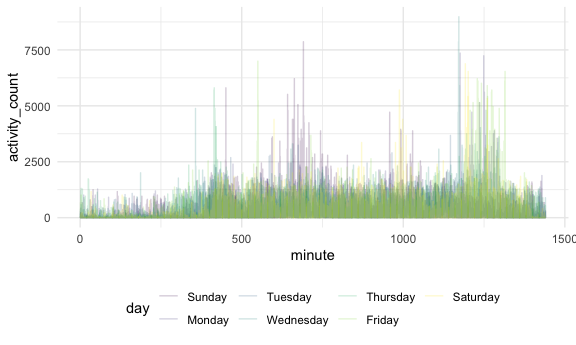 activity_count
7500
5000
2500
0
0 500 1000 1500
minute
day
Sunday Tuesday Thursday Saturday
Monday Wednesday Friday